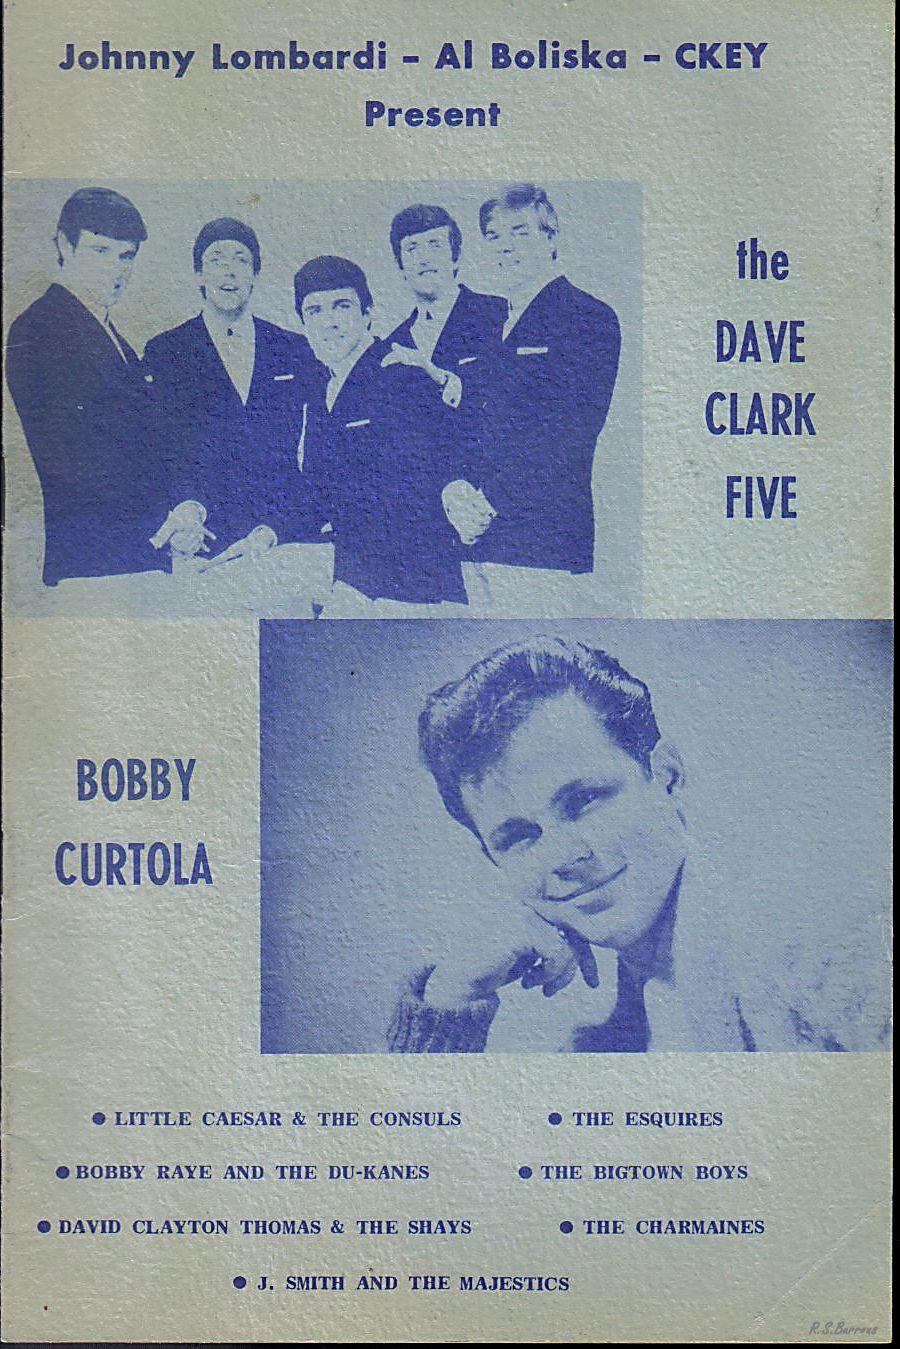 Johnny Lombardi - Al Boliska - CKEY
Present
the
DAVE
CLARK
FIVE
BOBBY
CURTOLA
• LITTLE CAESAR & THE CONSULS
• THE ESQUIRES
• BOBBY RAYE AND THE DU-KANES
• THE BIGTOWN BOYS
• DAVID CLAYTON THOMAS & THE SHAYS
• THE CHARMAINES
• J. SMITH AND THE MAJESTICS
R.S.Barrons